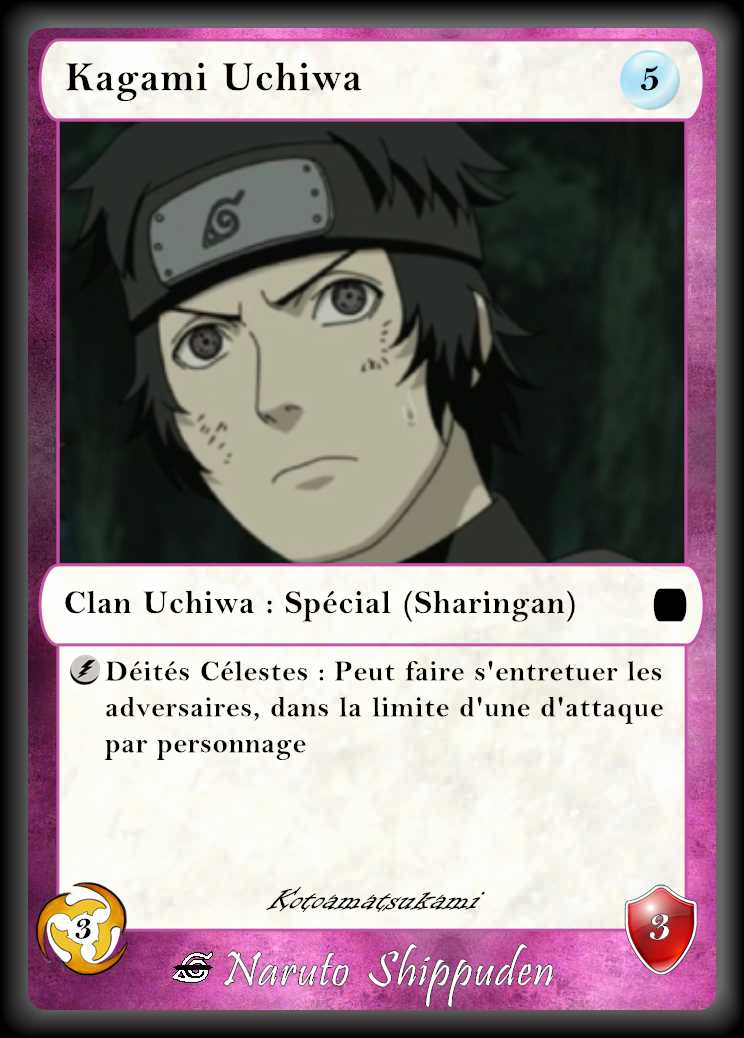 Kagami Uchiwa
5
Clan Uchiwa : Spécial (Sharingan)
Déités Célestes : Peut faire s'entretuer les
adversaires, dans la limite d'une d'attaque
par personnage
Kotoamatsukami
3
3
Naruto Shippuden